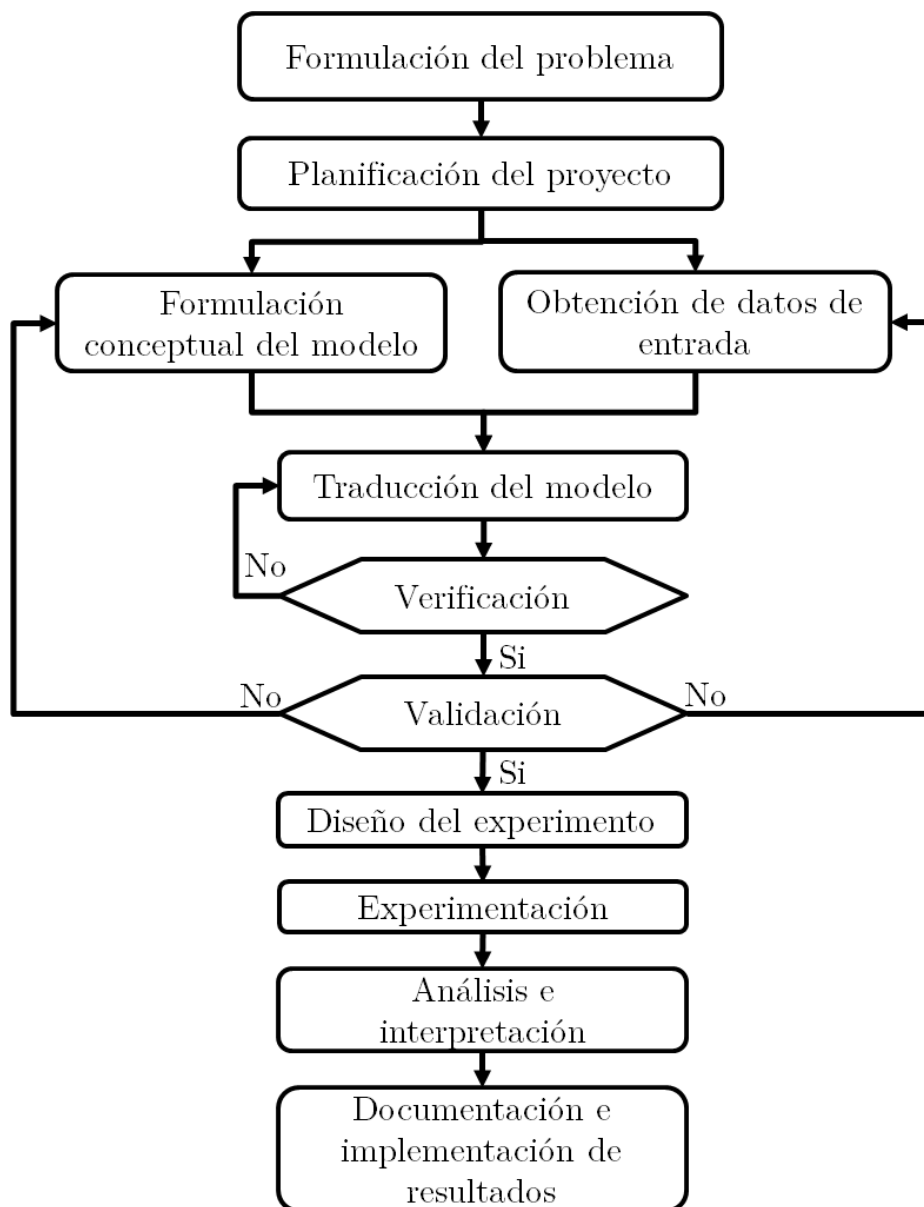 Formulación del problema
Planificación del proyecto
Formulación
conceptual del modelo
Obtención de datos de
entrada
Traducción del modelo
No
Verificación
Si
No
Validación
No
Si
Diseño del experimento
Experimentación
Análisis e
interpretación
Documentación e
implementación de
resultados